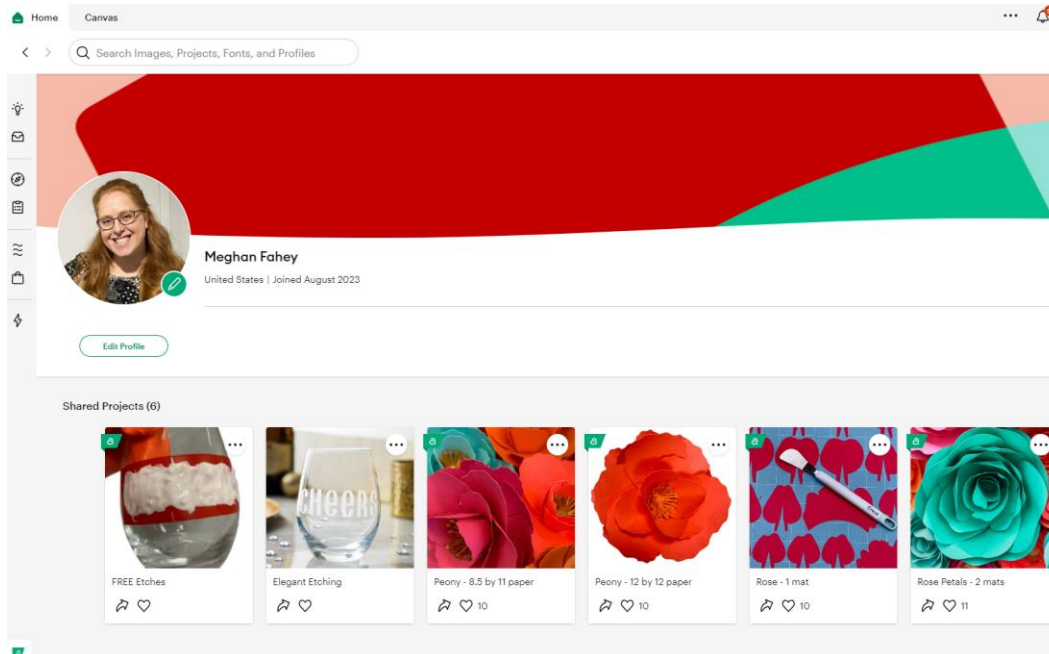 Home Canvas
Search Images, Projects, Fonts, and Profiles
Meghan Fahey
United States | Joined August 2023
Edit Profile
Shared Projects (6)
CHEERS
FREE Etches
Elegant Etching
Peony - 8.5 by 11 paper
10
Peony - 12 by 12 paper
10
Rose - 1 mat
10
Rose Petals - 2 mats
11